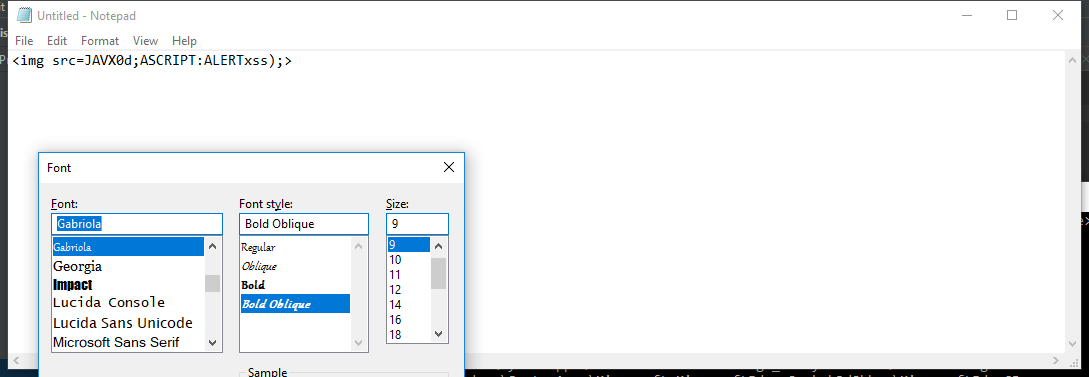 Untitled - Notepad
File Edit Format View Help
<img src=JAVX0d;ASCRIPT:ALERTxss);>
Font
Font: Font style: Size:
Gabriola Bold Oblique 9
Gabriola Regular 9
Georgia Oblique 10
Impact Bold 11
Lucida Console Bold Oblique 12
Lucida Sans Unicode 14
Microsoft Sans Serif 16
18
Sample